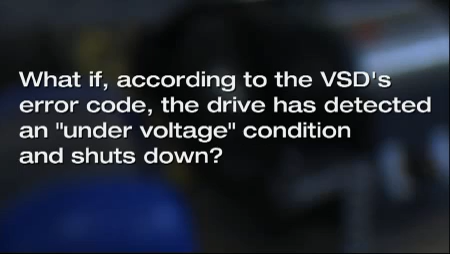 What if, according to the VSD's
error code, the drive has detected
an "under voltage" condition
and shuts down?